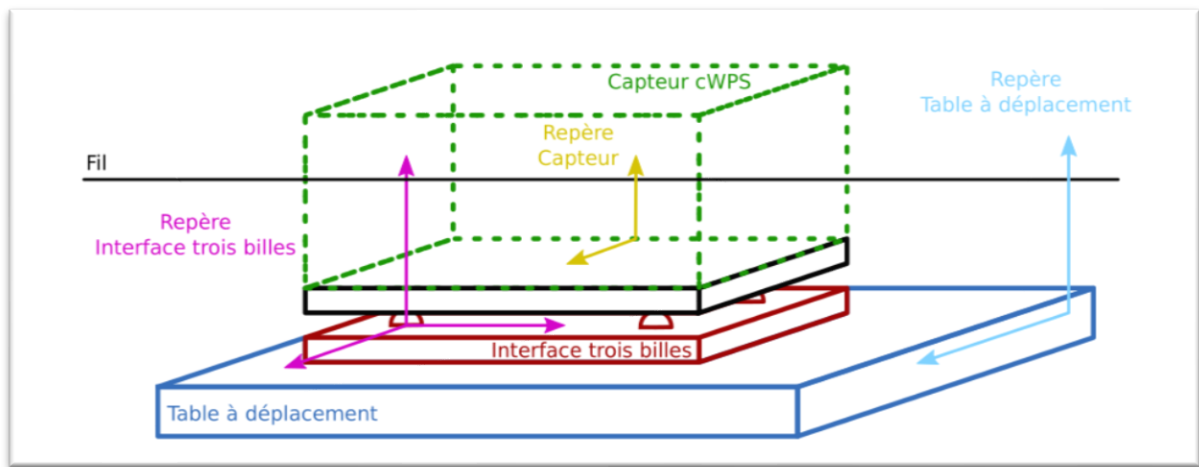 Capteur cWPS
Repère
Table à déplacement
Repère
Capteur
Fil
Repère
Interface trois billes
Interface trois billes
Table à déplacement